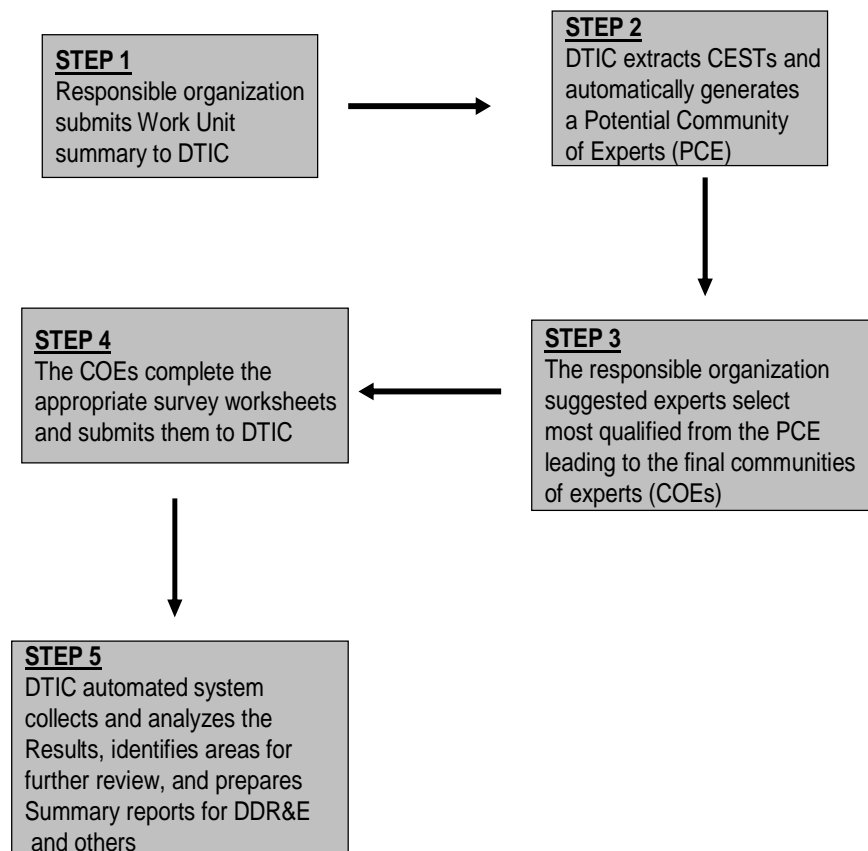 STEP 1
Responsible organization
submits Work Unit
summary to DTIC
STEP 2
DTIC extracts CESTs and
automatically generates
a Potential Community
of Experts (PCE)
STEP 3
The responsible organization
suggested experts select
most qualified from the PCE
leading to the final communities
of experts (COEs)
STEP 4
The COEs complete the
appropriate survey worksheets
and submits them to DTIC
STEP 5
DTIC automated system
collects and analyzes the
Results, identifies areas for
further review, and prepares
Summary reports for DDR&E
and others